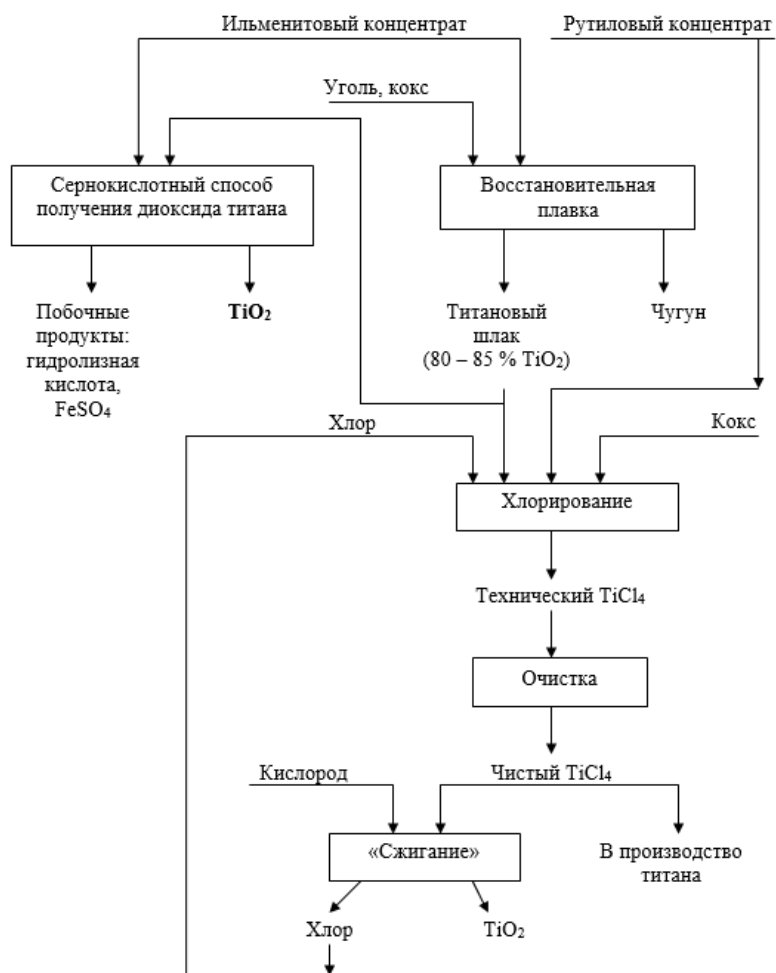 Ильменитовый концентрат
Рутиловый концентрат
Уголь, кокс
Сернокислотный способ
получения диоксида титана
Восстановительная
плавка
Побочные
продукты:
гидролизная
кислота,
FeSO₄
TiO₂
Титановый
шлак
(80 – 85 % TiO₂)
Чугун
Хлор
Кокс
Хлорирование
Технический TiCl₄
Очистка
Кислород
Чистый TiCl₄
«Сжигание»
В производство
титана
Хлор
TiO₂